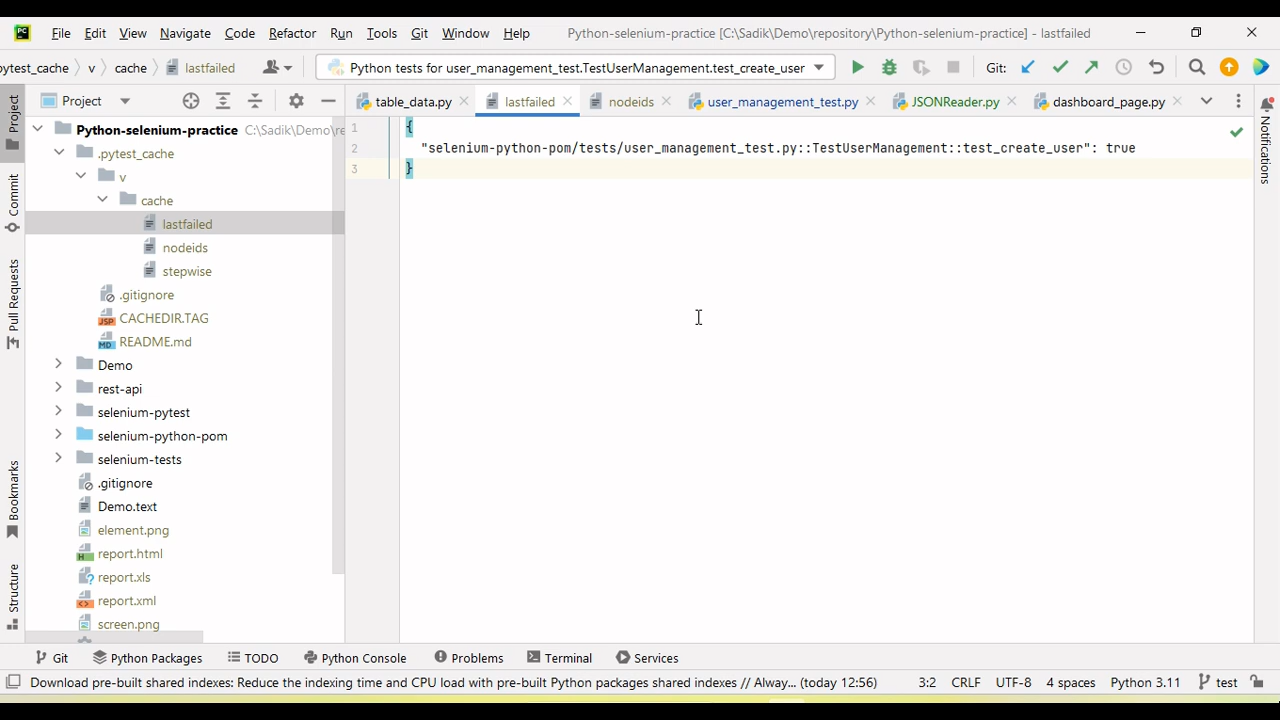 PC File Edit View Navigate Code Refactor Run Tools Git Window Help Python-selenium-practice [C:\Sadik\Demo\repository\Python-selenium-practice] - lastfailed
ytest_cache v cache lastfailed Python tests for user_management_test.TestUserManagement.test_create_user Git:
Project table_data.py lastfailed nodeids user_management_test.py JSONReader.py dashboard_page.py
Python-selenium-practice C:\Sadik\Demo\re
.pytest_cache
v
cache
lastfailed
nodeids
stepwise
.gitignore
JSP CACHEDIR.TAG
MD README.md
Demo
rest-api
selenium-pytest
selenium-python-pom
selenium-tests
.gitignore
Demo.text
element.png
H report.html
report.xls
report.xml
screen.png
1 {
2 "selenium-python-pom/tests/user_management_test.py::TestUserManagement::test_create_user": true
3 }
Project
Commit
Pull Requests
Bookmarks
Structure
Notifications
Git Python Packages TODO Python Console Problems Terminal Services
Download pre-built shared indexes: Reduce the indexing time and CPU load with pre-built Python packages shared indexes // Alway... (today 12:56) 3:2 CRLF UTF-8 4 spaces Python 3.11 test